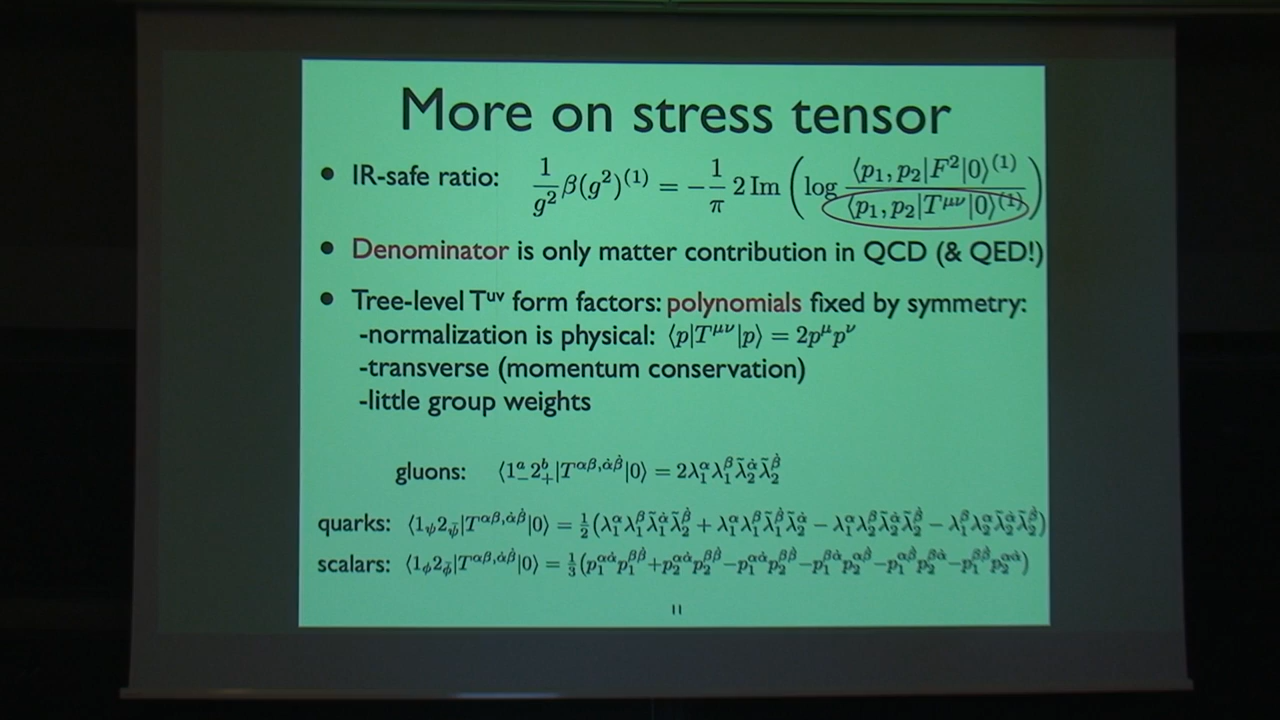 More on stress tensor
• IR-safe ratio: $\frac{1}{g^2}\beta(g^2)^{(1)} = -\frac{1}{\pi}\, 2\,\mathrm{Im}\left(\log\frac{\langle p_1,p_2|F^2|0\rangle^{(1)}}{\langle p_1,p_2|T^{\mu\nu}|0\rangle^{(1)}}\right)$
• Denominator is only matter contribution in QCD (& QED!)
• Tree-level Tᵘᵛ form factors: polynomials fixed by symmetry:
-normalization is physical: $\langle p|T^{\mu\nu}|p\rangle = 2p^\mu p^\nu$
-transverse (momentum conservation)
-little group weights
gluons: $\langle 1^a_- 2^b_+|T^{\alpha\beta,\dot\alpha\dot\beta}|0\rangle = 2\lambda_1^\alpha\lambda_1^\beta\tilde\lambda_2^{\dot\alpha}\tilde\lambda_2^{\dot\beta}$
quarks: $\langle 1_\psi 2_{\bar\psi}|T^{\alpha\beta,\dot\alpha\dot\beta}|0\rangle = \frac{1}{2}(\lambda_1^\alpha\lambda_1^\beta\tilde\lambda_1^{\dot\alpha}\tilde\lambda_2^{\dot\beta} + \lambda_1^\alpha\lambda_1^\beta\tilde\lambda_1^{\dot\beta}\tilde\lambda_2^{\dot\alpha} - \lambda_1^\alpha\lambda_2^\beta\tilde\lambda_2^{\dot\alpha}\tilde\lambda_2^{\dot\beta} - \lambda_1^\beta\lambda_2^\alpha\tilde\lambda_2^{\dot\alpha}\tilde\lambda_2^{\dot\beta})$
scalars: $\langle 1_\phi 2_{\bar\phi}|T^{\alpha\beta,\dot\alpha\dot\beta}|0\rangle = \frac{1}{3}(p_1^{\alpha\dot\alpha}p_1^{\beta\dot\beta} + p_2^{\alpha\dot\alpha}p_2^{\beta\dot\beta} - p_1^{\alpha\dot\alpha}p_2^{\beta\dot\beta} - p_1^{\beta\dot\alpha}p_2^{\alpha\dot\beta} - p_1^{\alpha\dot\beta}p_2^{\beta\dot\alpha} - p_1^{\beta\dot\beta}p_2^{\alpha\dot\alpha})$
11